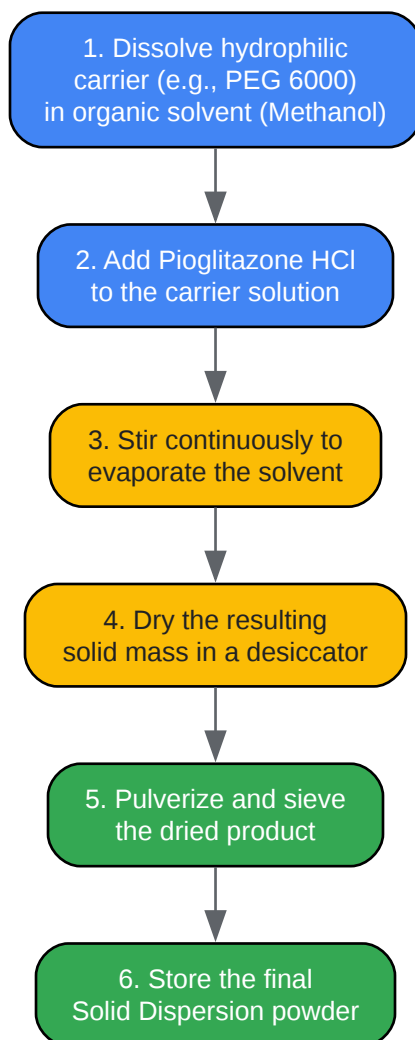 1. Dissolve hydrophilic
carrier (e.g., PEG 6000)
in organic solvent (Methanol)
2. Add Pioglitazone HCl
to the carrier solution
3. Stir continuously to
evaporate the solvent
4. Dry the resulting
solid mass in a desiccator
5. Pulverize and sieve
the dried product
6. Store the final
Solid Dispersion powder